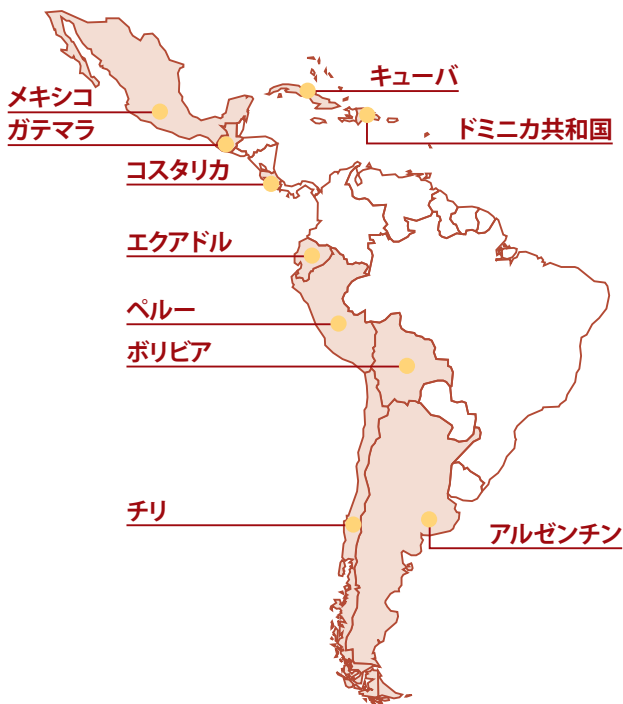 キューバ
メキシコ
ドミニカ共和国
ガテマラ
コスタリカ
エクアドル
ペルー
ボリビア
チリ
アルゼンチン